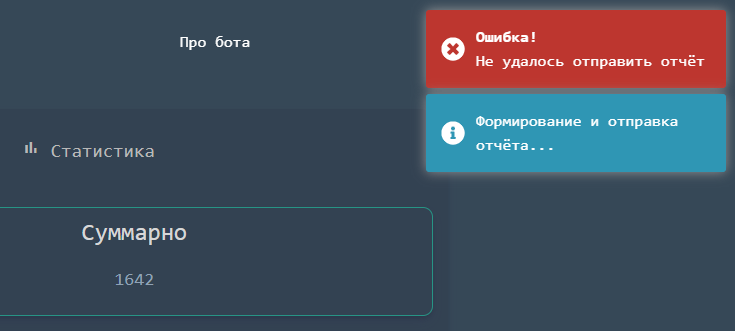 Про бота
Ошибка!
Не удалось отправить отчёт
Формирование и отправка
отчёта...
Статистика
Суммарно
1642